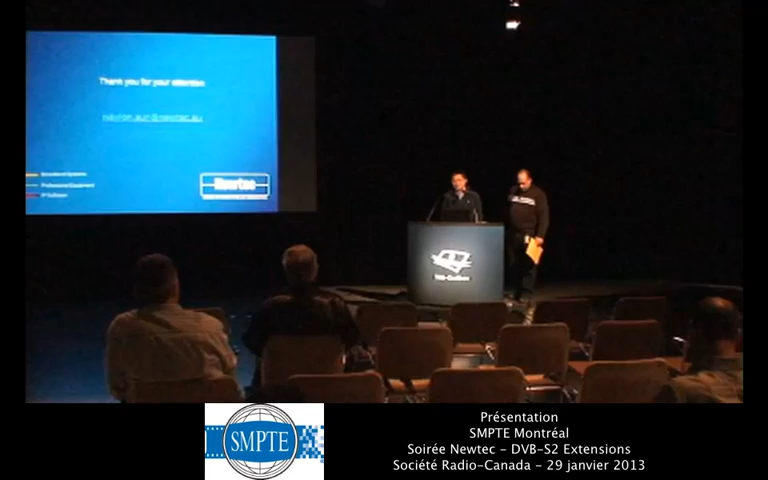 Thank you for your attention
Newtec
SMPTE
Présentation
SMPTE Montréal
Soirée Newtec - DVB-S2 Extensions
Société Radio-Canada - 29 janvier 2013